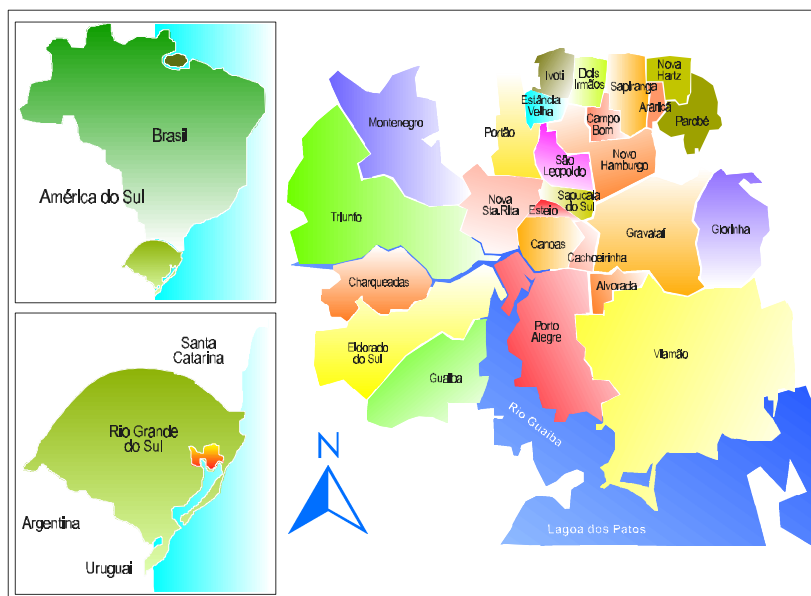 Brasil
América do Sul
Santa
Catarina
Rio Grande
do Sul
Argentina
Uruguai
N
Ivoti
Dois
Irmãos
Sapiranga
Nova
Hartz
Estância
Velha
Campo
Bom
Araricá
Parobé
Montenegro
Portão
São
Leopoldo
Novo
Hamburgo
Triunfo
Nova
Sta.Rita
Sapucaia
do Sul
Esteio
Canoas
Cachoeirinha
Gravataí
Glorinha
Charqueadas
Alvorada
Eldorado
do Sul
Guaíba
Porto
Alegre
Viamão
Rio Guaíba
Lagoa dos Patos